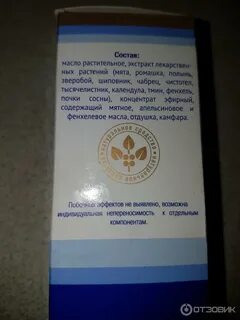 Состав:
масло растительное, экстракт лекарствен-
ных растений (мята, ромашка, полынь,
зверобой, шиповник, чабрец, чистотел,
тысячелистник, календула, тмин, фенхель,
почки сосны), концентрат эфирный,
содержащий мятное, апельсиновое и
фенхелевое масла, отдушка, камфара.
Побочных эффектов не выявлено, возможна
индивидуальная непереносимость к отдельным
компонентам.
ОТЗОВИК